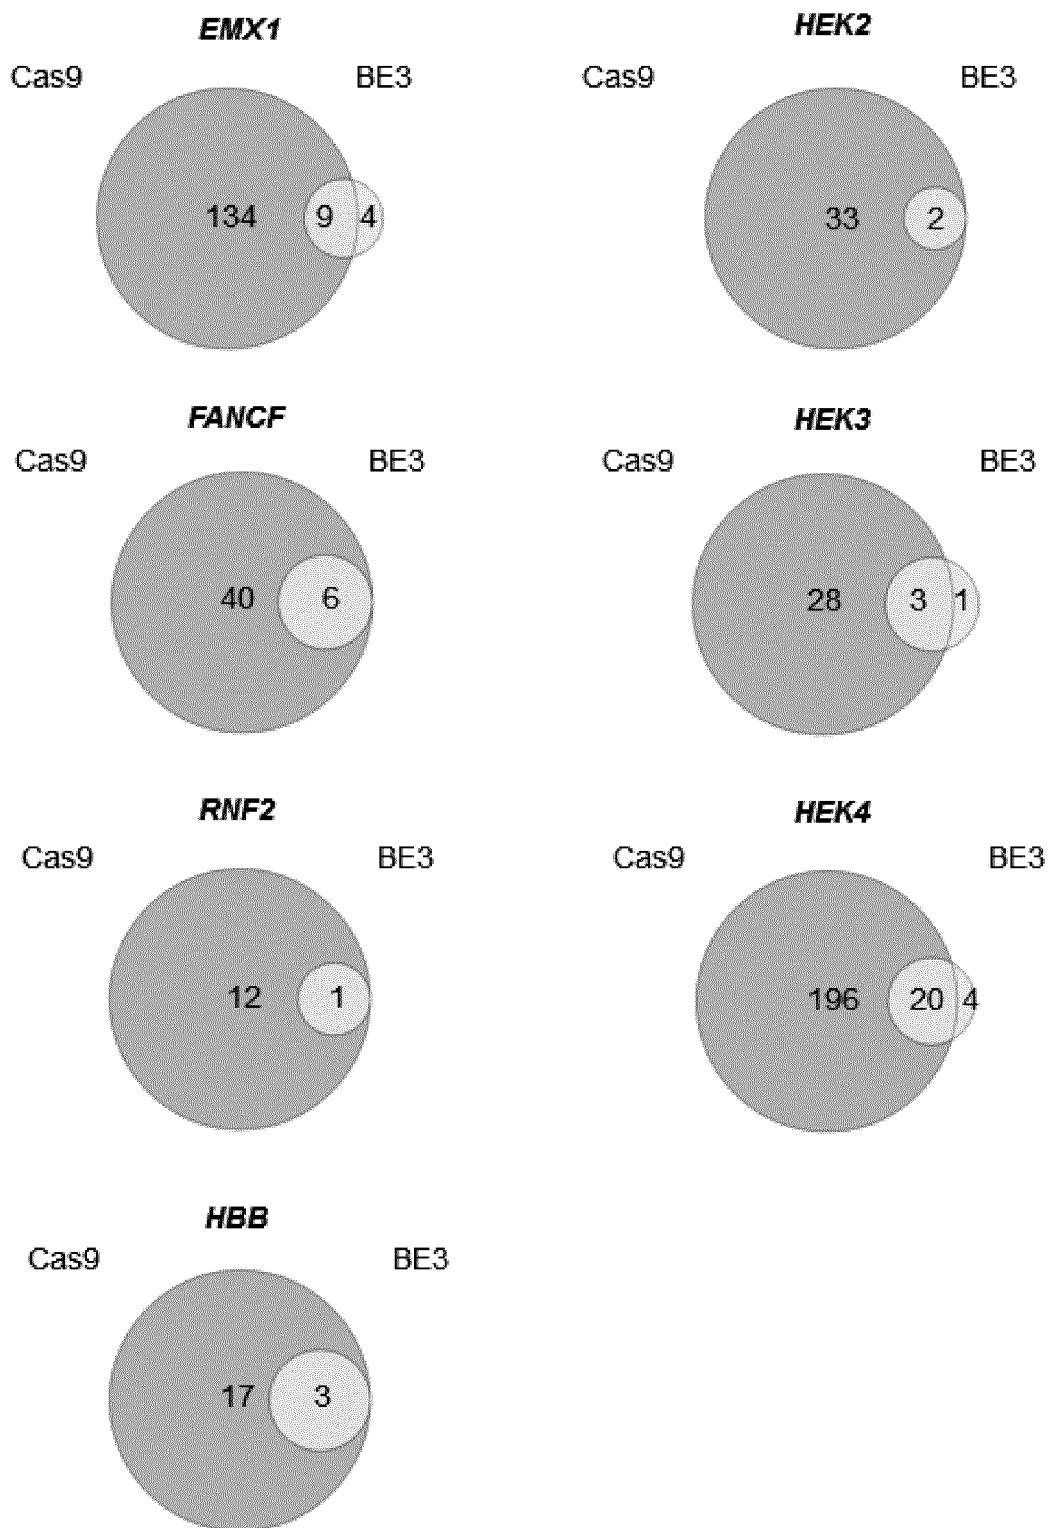 EMX1
Cas9 BE3
134 9 4
HEK2
Cas9 BE3
33 2
FANCF
Cas9 BE3
40 6
HEK3
Cas9 BE3
28 3 1
RNF2
Cas9 BE3
12 1
HEK4
Cas9 BE3
196 20 4
HBB
Cas9 BE3
17 3